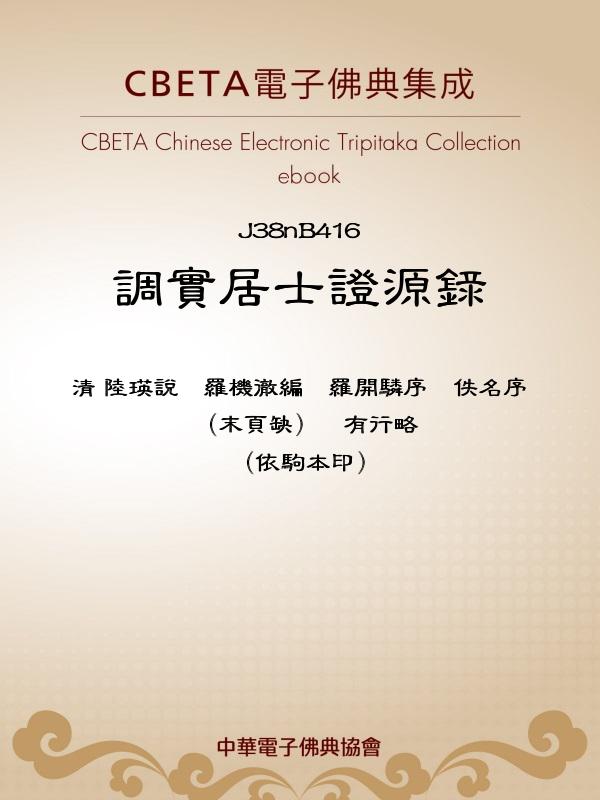 CBETA電子佛典集成
CBETA Chinese Electronic Tripitaka Collection
ebook
J38nB416
調實居士證源錄
清 陸瑛說 羅機澈編 羅開驎序 佚名序
(末頁缺) 有行略
(依駒本印)
中華電子佛典協會